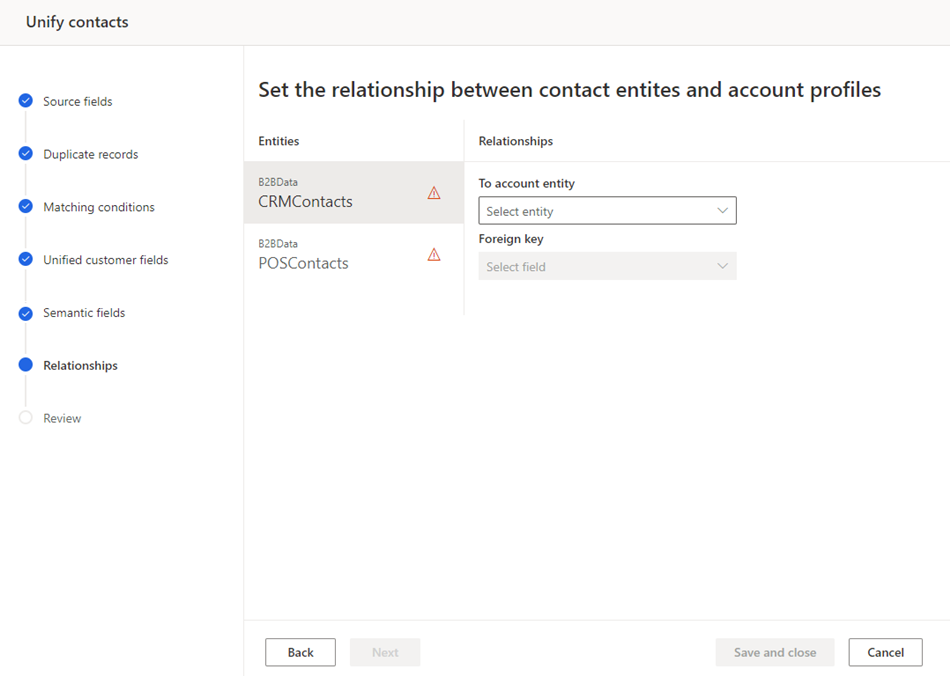 Unify contacts
Source fields
Duplicate records
Matching conditions
Unified customer fields
Semantic fields
Relationships
Review
Set the relationship between contact entites and account profiles
Entities
B2BData
CRMContacts
B2BData
POSContacts
Relationships
To account entity
Select entity
Foreign key
Select field
Back
Next
Save and close
Cancel